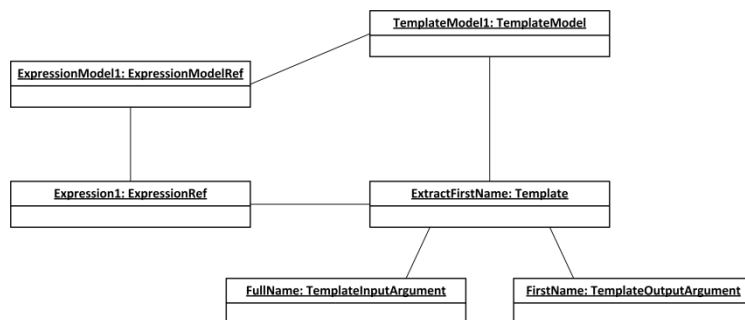 TemplateModel1: TemplateModel
ExpressionModel1: ExpressionModelRef
Expression1: ExpressionRef
ExtractFirstName: Template
FullName: TemplateInputArgument
FirstName: TemplateOutputArgument